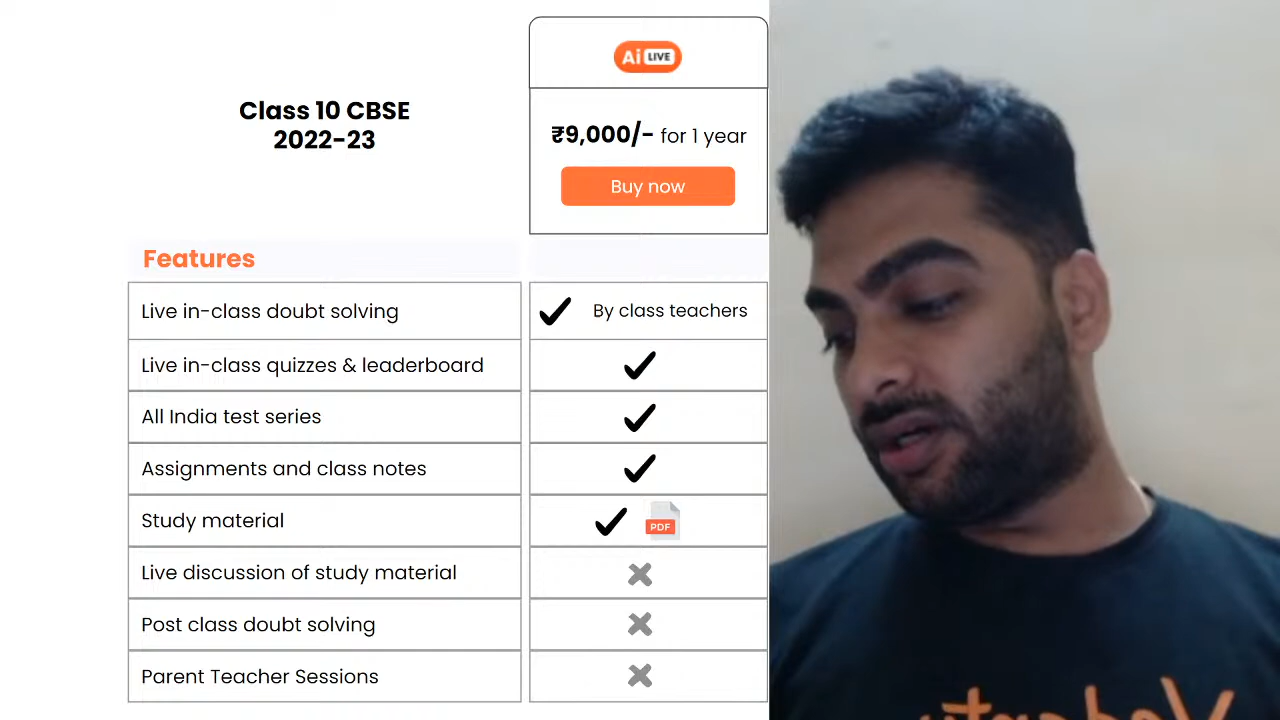 Ai LIVE
Class 10 CBSE
2022-23
₹9,000/- for 1 year
Buy now
Features
Live in-class doubt solving
By class teachers
Live in-class quizzes & leaderboard
All India test series
Assignments and class notes
Study material
PDF
Live discussion of study material
Post class doubt solving
Parent Teacher Sessions
Vedantu